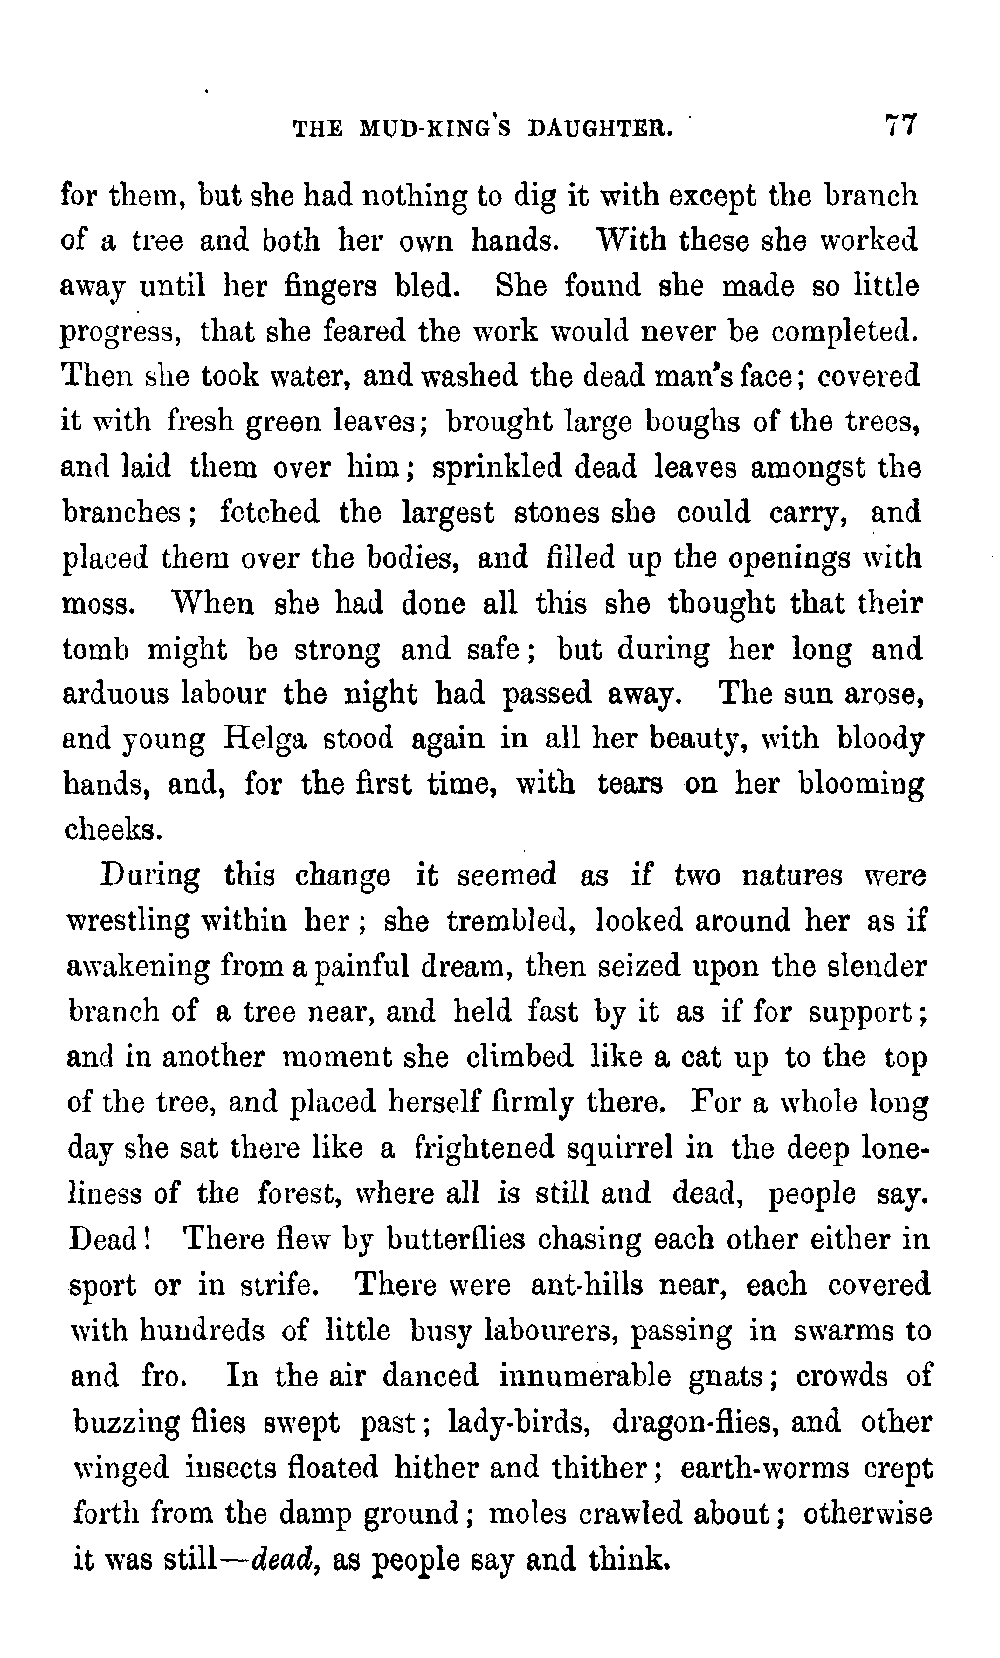 THE MUD-KING'S DAUGHTER. 77
for them, but she had nothing to dig it with except the branch
of a tree and both her own hands. With these she worked
away until her fingers bled. She found she made so little
progress, that she feared the work would never be completed.
Then she took water, and washed the dead man's face; covered
it with fresh green leaves; brought large boughs of the trees,
and laid them over him; sprinkled dead leaves amongst the
branches; fetched the largest stones she could carry, and
placed them over the bodies, and filled up the openings with
moss. When she had done all this she thought that their
tomb might be strong and safe; but during her long and
arduous labour the night had passed away. The sun arose,
and young Helga stood again in all her beauty, with bloody
hands, and, for the first time, with tears on her blooming
cheeks.
During this change it seemed as if two natures were
wrestling within her; she trembled, looked around her as if
awakening from a painful dream, then seized upon the slender
branch of a tree near, and held fast by it as if for support;
and in another moment she climbed like a cat up to the top
of the tree, and placed herself firmly there. For a whole long
day she sat there like a frightened squirrel in the deep lone-
liness of the forest, where all is still and dead, people say.
Dead! There flew by butterflies chasing each other either in
sport or in strife. There were ant-hills near, each covered
with hundreds of little busy labourers, passing in swarms to
and fro. In the air danced innumerable gnats; crowds of
buzzing flies swept past; lady-birds, dragon-flies, and other
winged insects floated hither and thither; earth-worms crept
forth from the damp ground; moles crawled about; otherwise
it was still—dead, as people say and think.